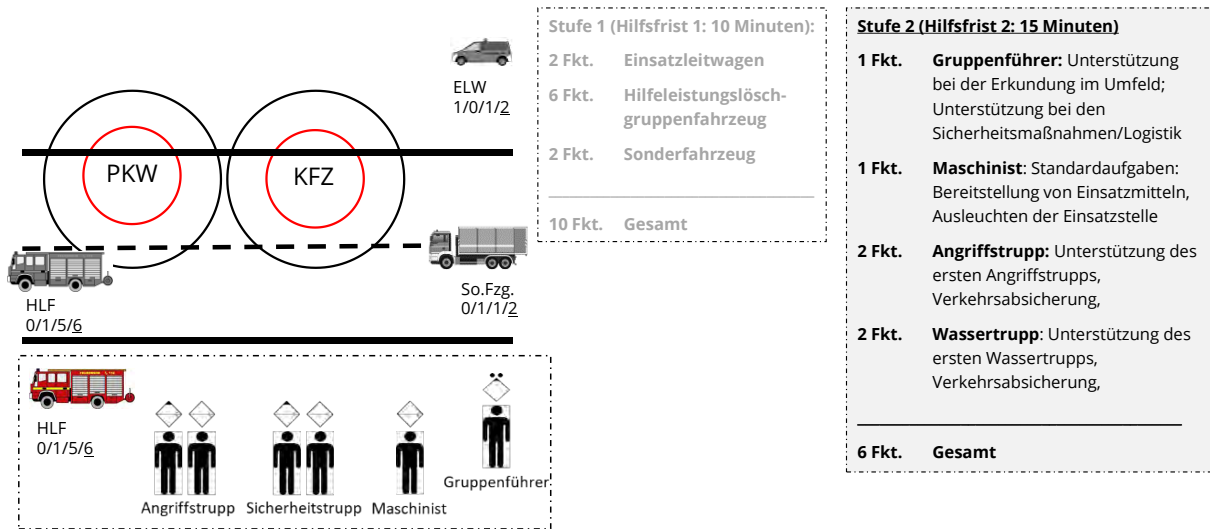 ELW
1/0/1/2
PKW
KFZ
HLF
0/1/5/6
So.Fzg.
0/1/1/2
Stufe 1 (Hilfsfrist 1: 10 Minuten):
2 Fkt. Einsatzleitwagen
6 Fkt. Hilfeleistungslösch-
gruppenfahrzeug
2 Fkt. Sonderfahrzeug
10 Fkt. Gesamt
Stufe 2 (Hilfsfrist 2: 15 Minuten)
1 Fkt. Gruppenführer: Unterstützung
bei der Erkundung im Umfeld;
Unterstützung bei den
Sicherheitsmaßnahmen/Logistik
1 Fkt. Maschinist: Standardaufgaben:
Bereitstellung von Einsatzmitteln,
Ausleuchten der Einsatzstelle
2 Fkt. Angriffstrupp: Unterstützung des
ersten Angriffstrupps,
Verkehrsabsicherung,
2 Fkt. Wassertrupp: Unterstützung des
ersten Wassertrupps,
Verkehrsabsicherung,
6 Fkt. Gesamt
HLF
0/1/5/6
Angriffstrupp Sicherheitstrupp Maschinist
Gruppenführer